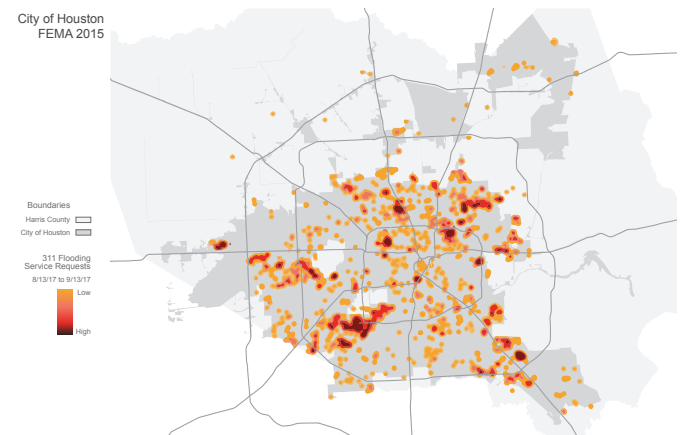 City of Houston
FEMA 2015
Boundaries
Harris County
City of Houston
311 Flooding
Service Requests
8/13/17 to 9/13/17
Low
High